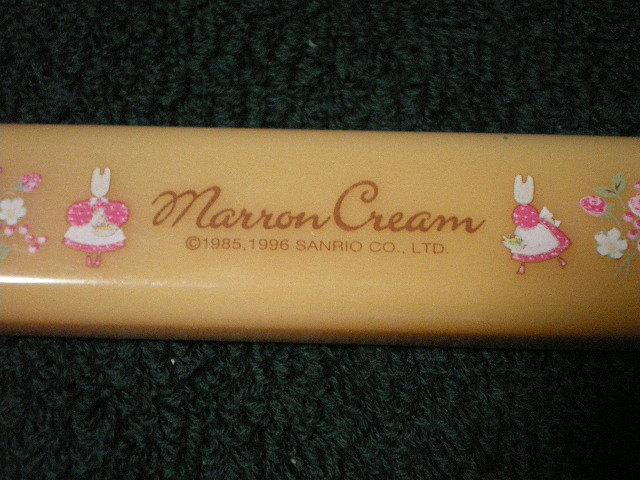 Marron Cream
©1985,1996 SANRIO CO., LTD.